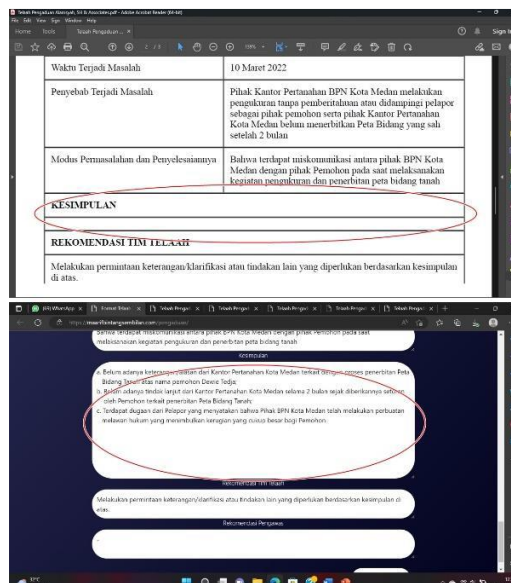 Telaah Pengaduan Alansyah, SH & Associates.pdf - Adobe Acrobat Reader (64-bit)
File Edit View Sign Window Help
Home Tools Telaah Pengaduan ... × Sign In
Waktu Terjadi Masalah 10 Maret 2022
Penyebab Terjadi Masalah Pihak Kantor Pertanahan BPN Kota Medan melakukan
pengukuran tanpa pemberitahuan atau didampingi pelapor
sebagai pihak pemohon serta pihak Kantor Pertanahan
Kota Medan belum menerbitkan Peta Bidang yang sah
setelah 2 bulan
Modus Permasalahan dan Penyelesaiannya Bahwa terdapat miskomunikasi antara pihak BPN Kota
Medan dengan pihak Pemohon pada saat melaksanakan
kegiatan pengukuran dan penerbitan peta bidang tanah
KESIMPULAN
REKOMENDASI TIM TELAAH
Melakukan permintaan keterangan/klarifikasi atau tindakan lain yang diperlukan berdasarkan kesimpulan
di atas.
WhatsApp × Format Telaah × Telaah Pengad × Telaah Pengad × Telaah Pengad × Telaah Pengad × Telaah Pengad × +
Bahwa terdapat miskomunikasi antara pihak BPN Kota Medan dengan pihak Pemohon pada saat
melaksanakan kegiatan pengukuran dan penerbitan peta bidang tanah
Kesimpulan
a. Belum adanya keterangan/alasan dari Kantor Pertanahan Kota Medan terkait dengan proses penerbitan Peta
Bidang Tanah atas nama pemohon Tedja;
b. Belum adanya tindak lanjut dari Kantor Pertanahan Kota Medan selama 2 bulan sejak diberikannya
oleh Pemohon terkait penerbitan Peta Bidang Tanah;
c. Terdapat dugaan dari Pelapor yang menyatakan bahwa Pihak BPN Kota Medan telah melakukan perbuatan
melawan hukum yang menimbulkan kerugian yang cukup besar bagi Pemohon.
Rekomendasi Tim Telaah
Melakukan permintaan keterangan/klarifikasi atau tindakan lain yang diperlukan berdasarkan kesimpulan di
atas.
Rekomendasi Pengawas